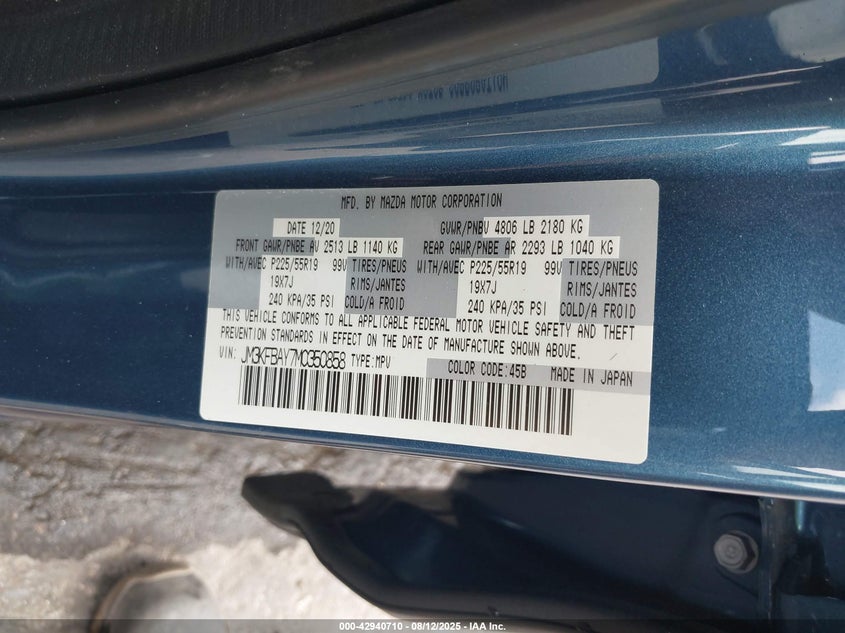 MFD. BY MAZDA MOTOR CORPORATION
DATE 12/20 GVWR/PNBV 4806 LB 2180 KG
FRONT GAWR/PNBE AV 2513 LB 1140 KG REAR GAWR/PNBE AR 2293 LB 1040 KG
WITH/AVEC P225/55R19 99V TIRES/PNEUS WITH/AVEC P225/55R19 99V TIRES/PNEUS
19X7J RIMS/JANTES 19X7J RIMS/JANTES
240 KPA/35 PSI COLD/A FROID 240 KPA/35 PSI COLD/A FROID
THIS VEHICLE CONFORMS TO ALL APPLICABLE FEDERAL MOTOR VEHICLE SAFETY AND THEFT
PREVENTION STANDARDS IN EFFECT ON THE DATE OF MANUFACTURE SHOWN ABOVE.
VIN: JM3KFBAY7M0350858 TYPE:MPV COLOR CODE:45B MADE IN JAPAN
000-42940710 - 08/12/2025 - IAA Inc.